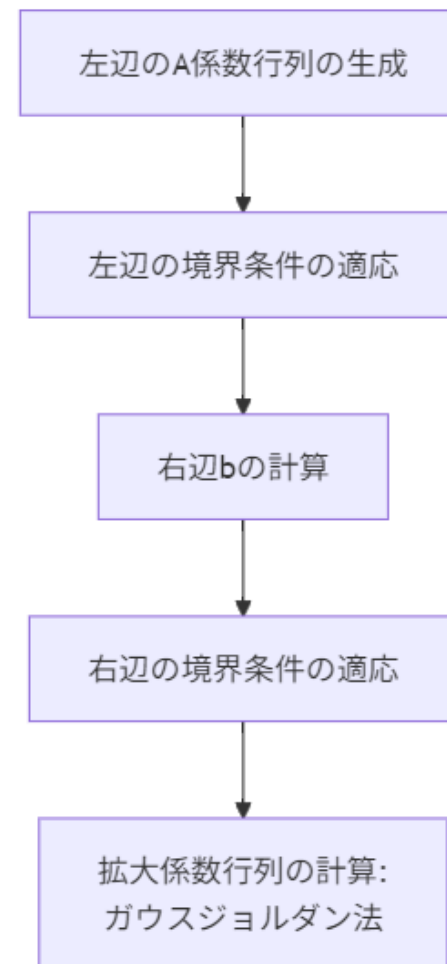 左辺のA係数行列の生成
左辺の境界条件の適応
右辺bの計算
右辺の境界条件の適応
拡大係数行列の計算:
ガウスジョルダン法